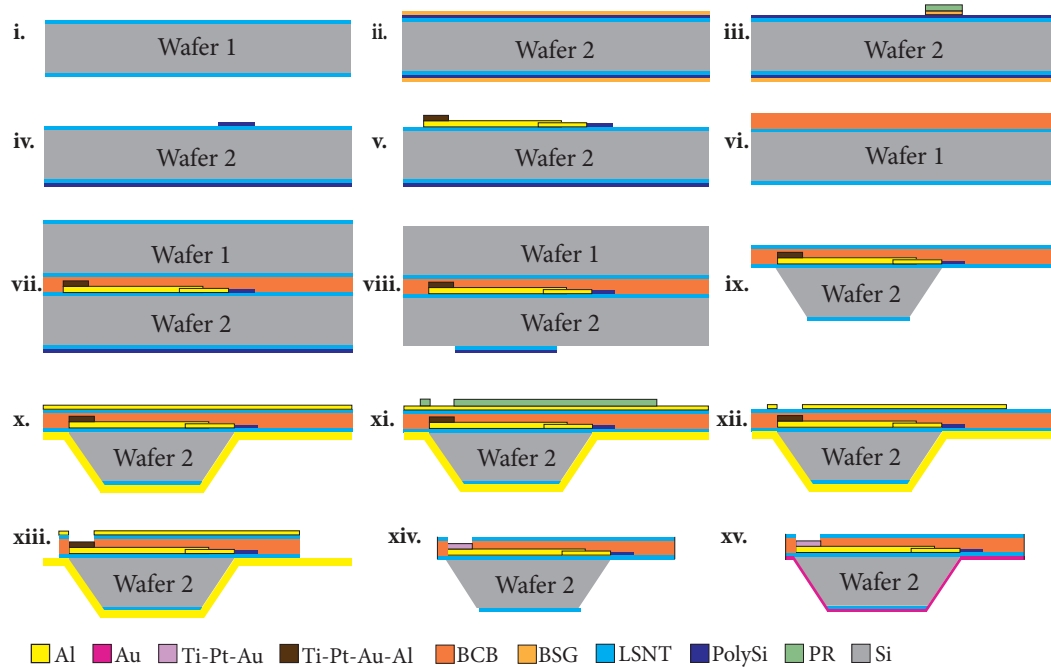 i. Wafer 1
ii. Wafer 2
iii. Wafer 2
iv. Wafer 2
v. Wafer 2
vi. Wafer 1
vii. Wafer 1
Wafer 2
viii. Wafer 1
Wafer 2
ix. Wafer 2
x. Wafer 2
xi. Wafer 2
xii. Wafer 2
xiii. Wafer 2
xiv. Wafer 2
xv. Wafer 2
Al Au Ti-Pt-Au Ti-Pt-Au-Al BCB BSG LSNT PolySi PR Si